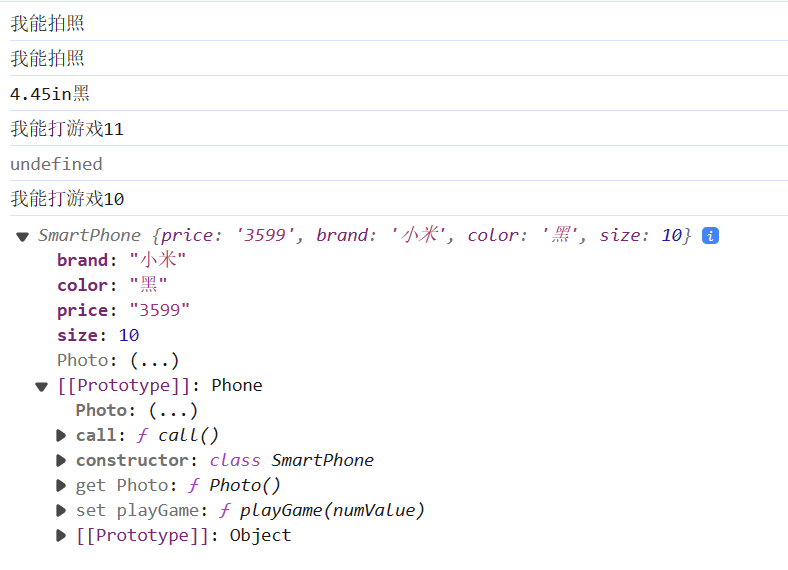 我能拍照
我能拍照
4.45in黑
我能打游戏11
undefined
我能打游戏10
▼ SmartPhone {price: '3599', brand: '小米', color: '黑', size: 10} i
brand: "小米"
color: "黑"
price: "3599"
size: 10
Photo: (...)
▼ [[Prototype]]: Phone
Photo: (...)
▶ call: ƒ call()
▶ constructor: class SmartPhone
▶ get Photo: ƒ Photo()
▶ set playGame: ƒ playGame(numValue)
▶ [[Prototype]]: Object